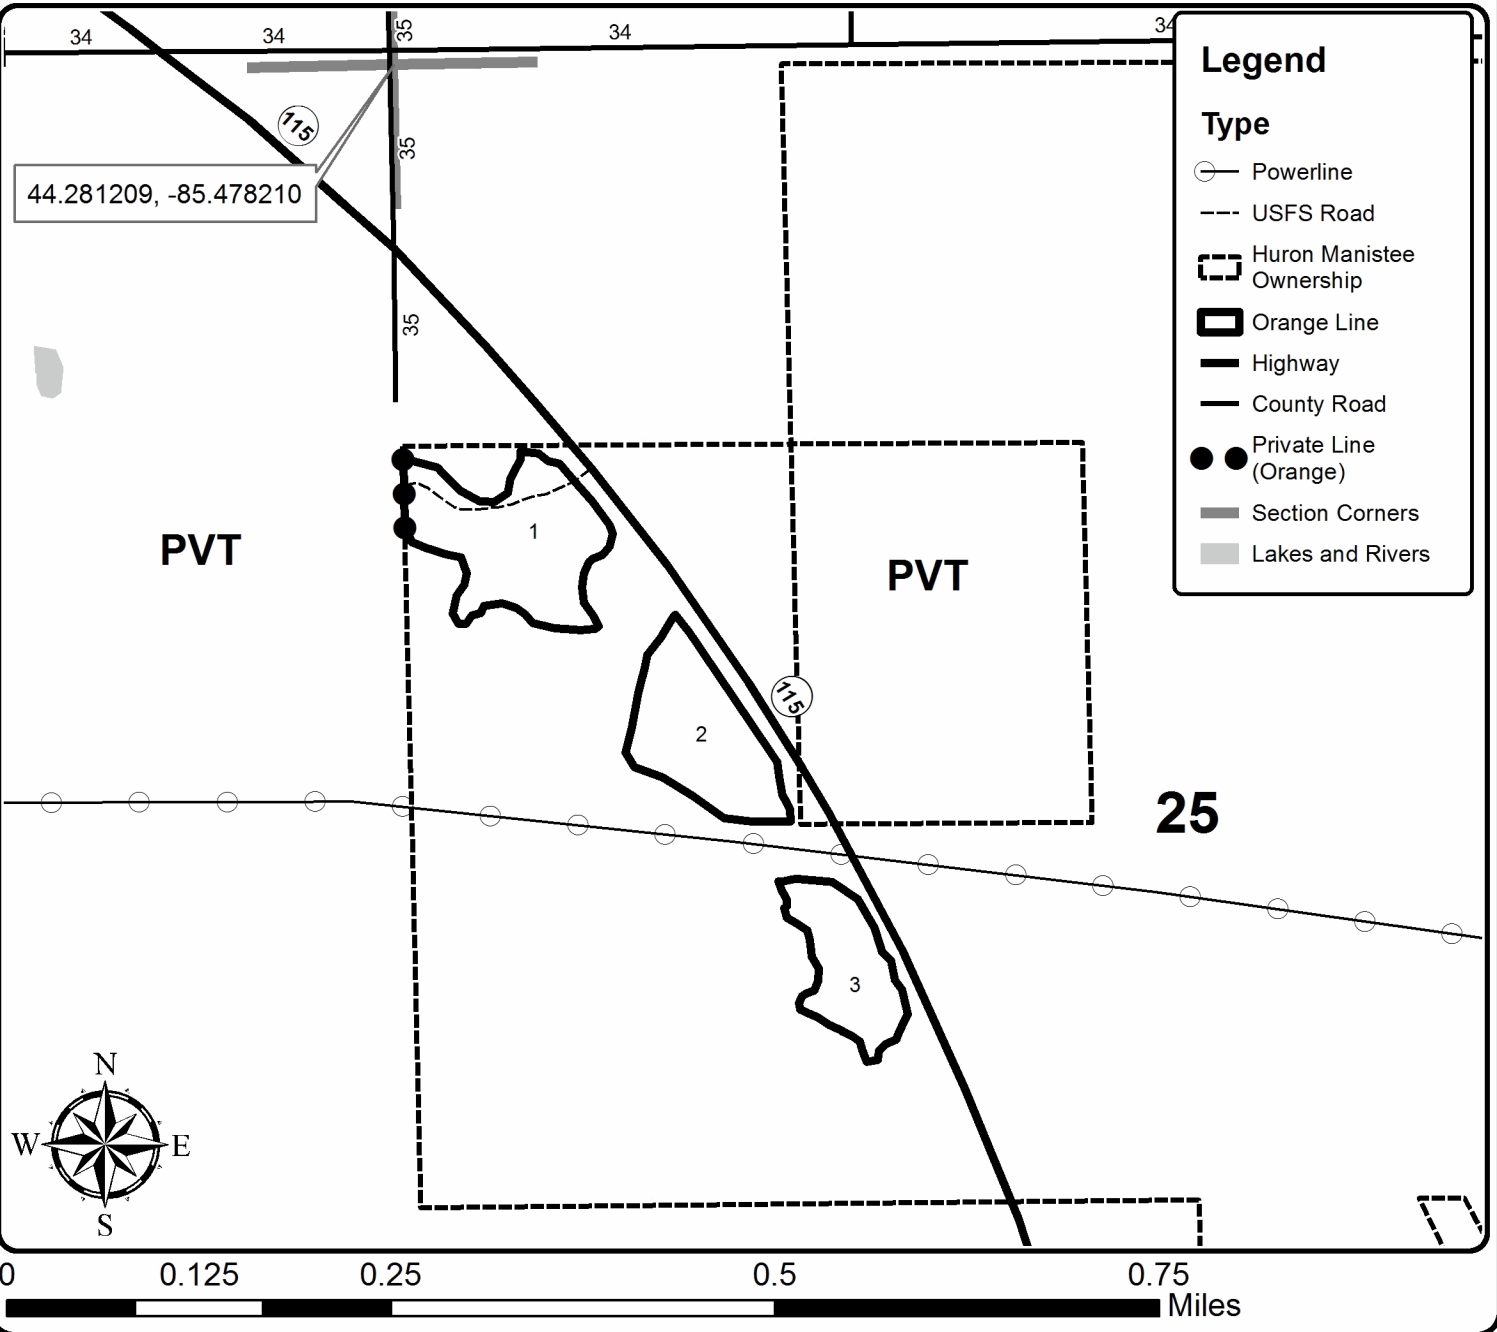 34
34
35
34
34
115
35
44.281209, -85.478210
35
Legend
Type
Powerline
USFS Road
Huron Manistee
Ownership
Orange Line
Highway
County Road
Private Line
(Orange)
Section Corners
Lakes and Rivers
1
PVT
PVT
115
2
25
3
N
W
E
S
0
0.125
0.25
0.5
0.75
Miles